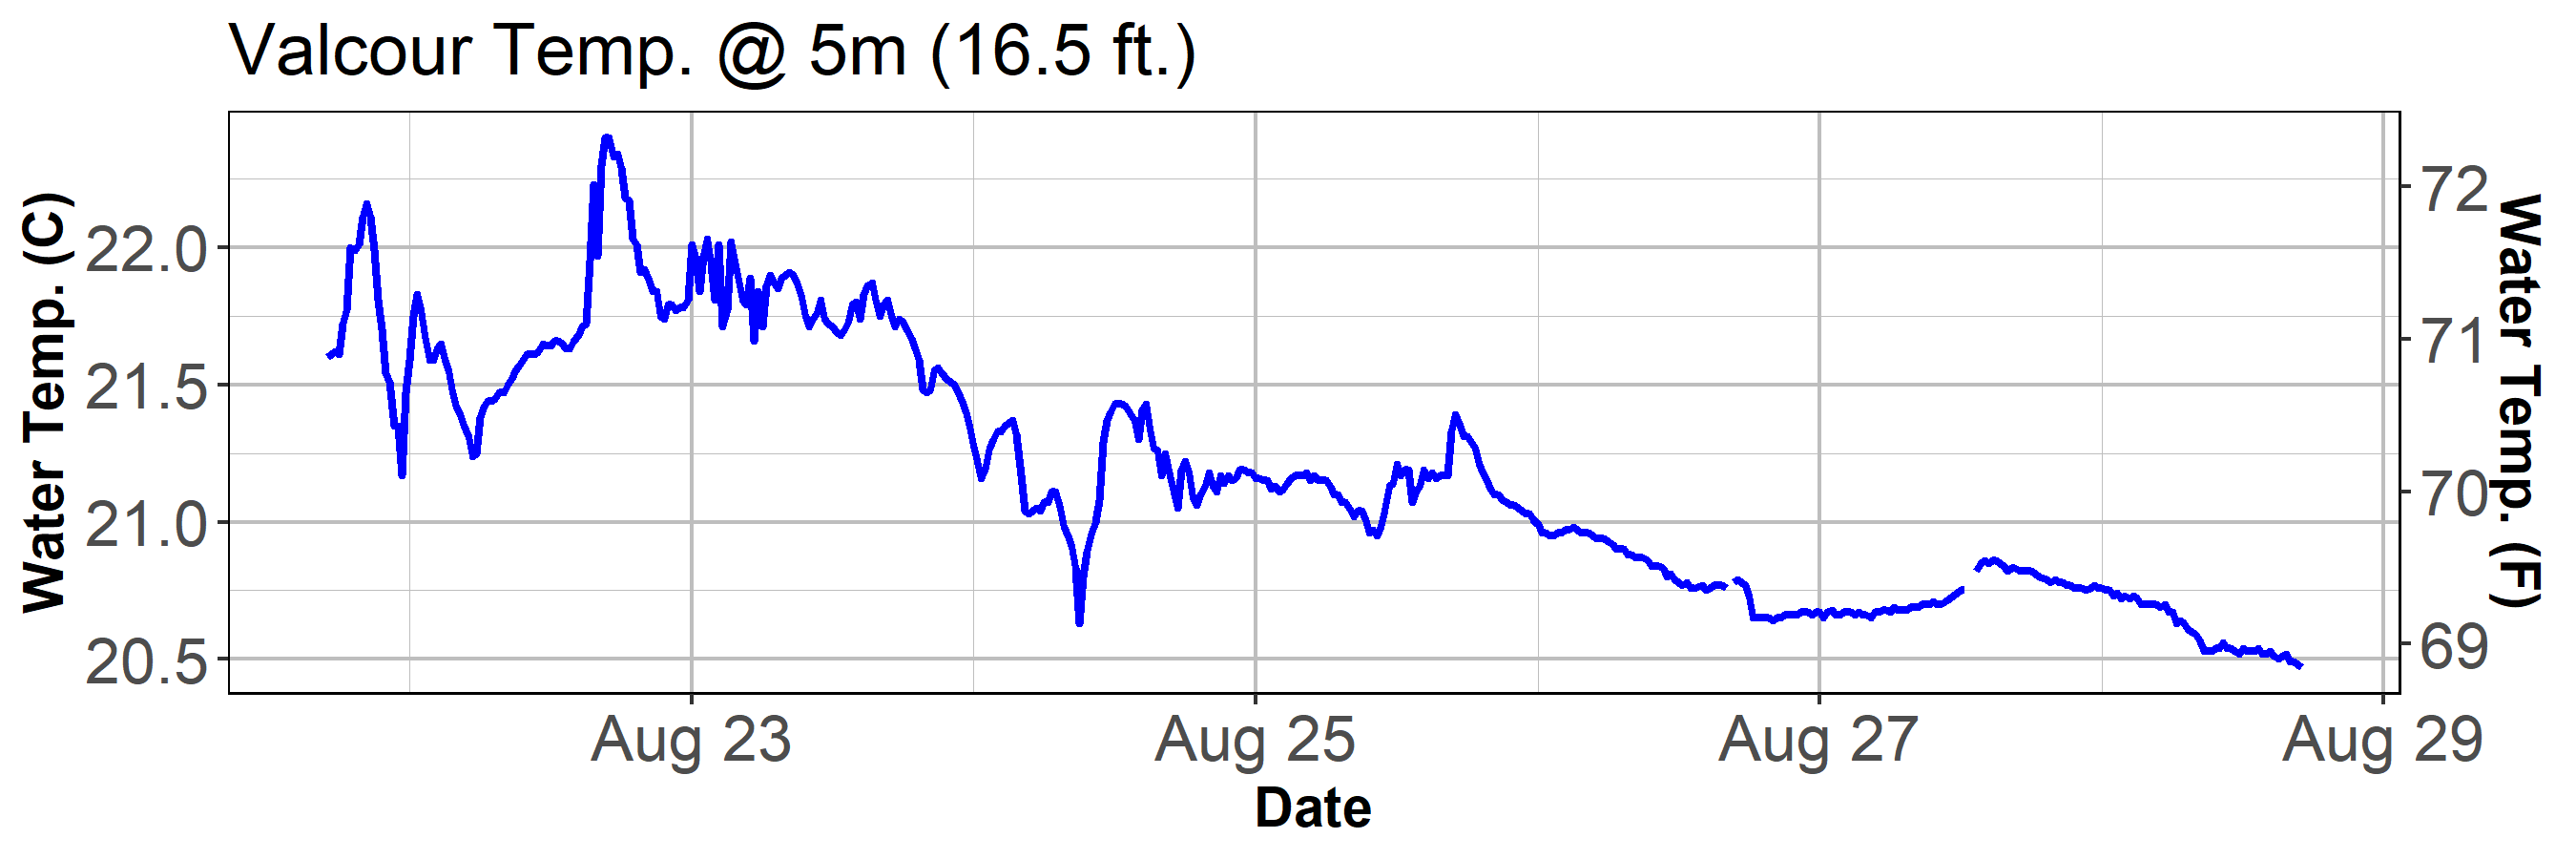 Valcour Temp. @ 5m (16.5 ft.)
Water Temp. (C)
22.0
21.5
21.0
20.5
72
71
70
69
Water Temp. (F)
Aug 23 Aug 25 Aug 27 Aug 29
Date